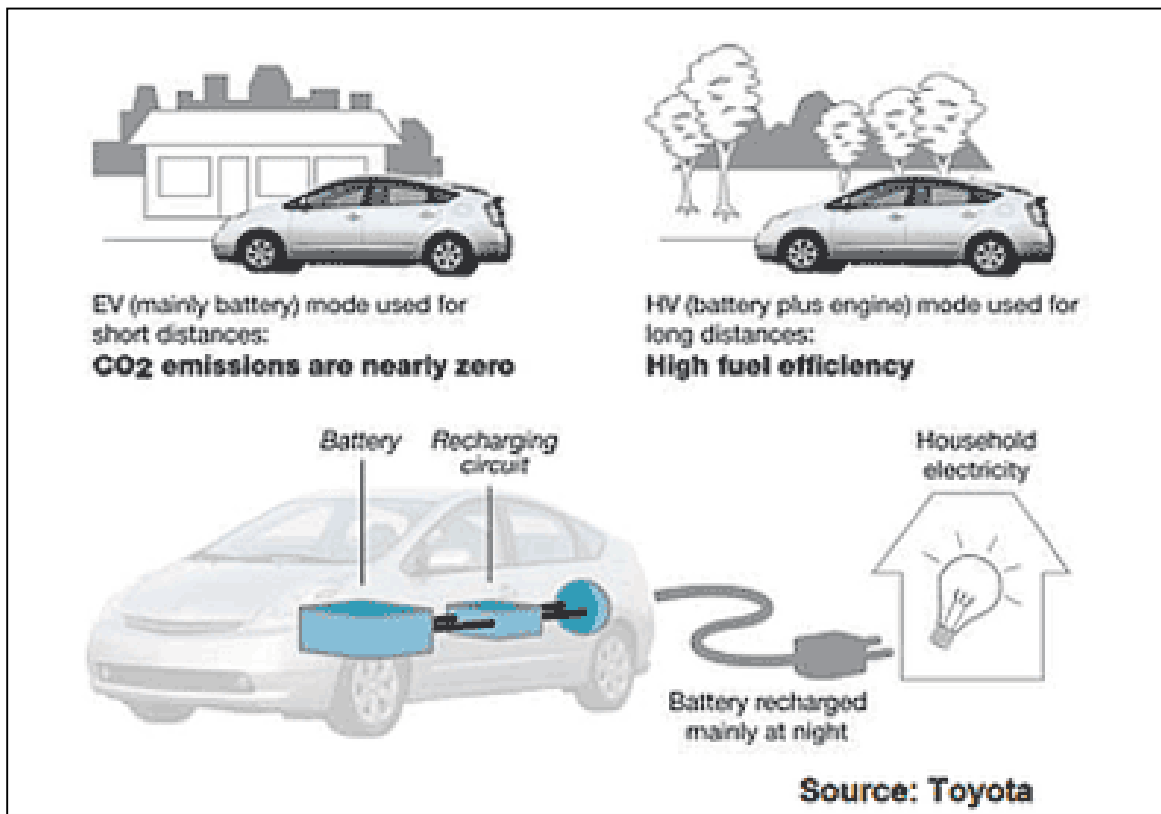 EV (mainly battery) mode used for
short distances:
CO2 emissions are nearly zero
HV (battery plus engine) mode used for
long distances:
High fuel efficiency
Battery
Recharging
circuit
Household
electricity
Battery recharged
mainly at night
Source: Toyota